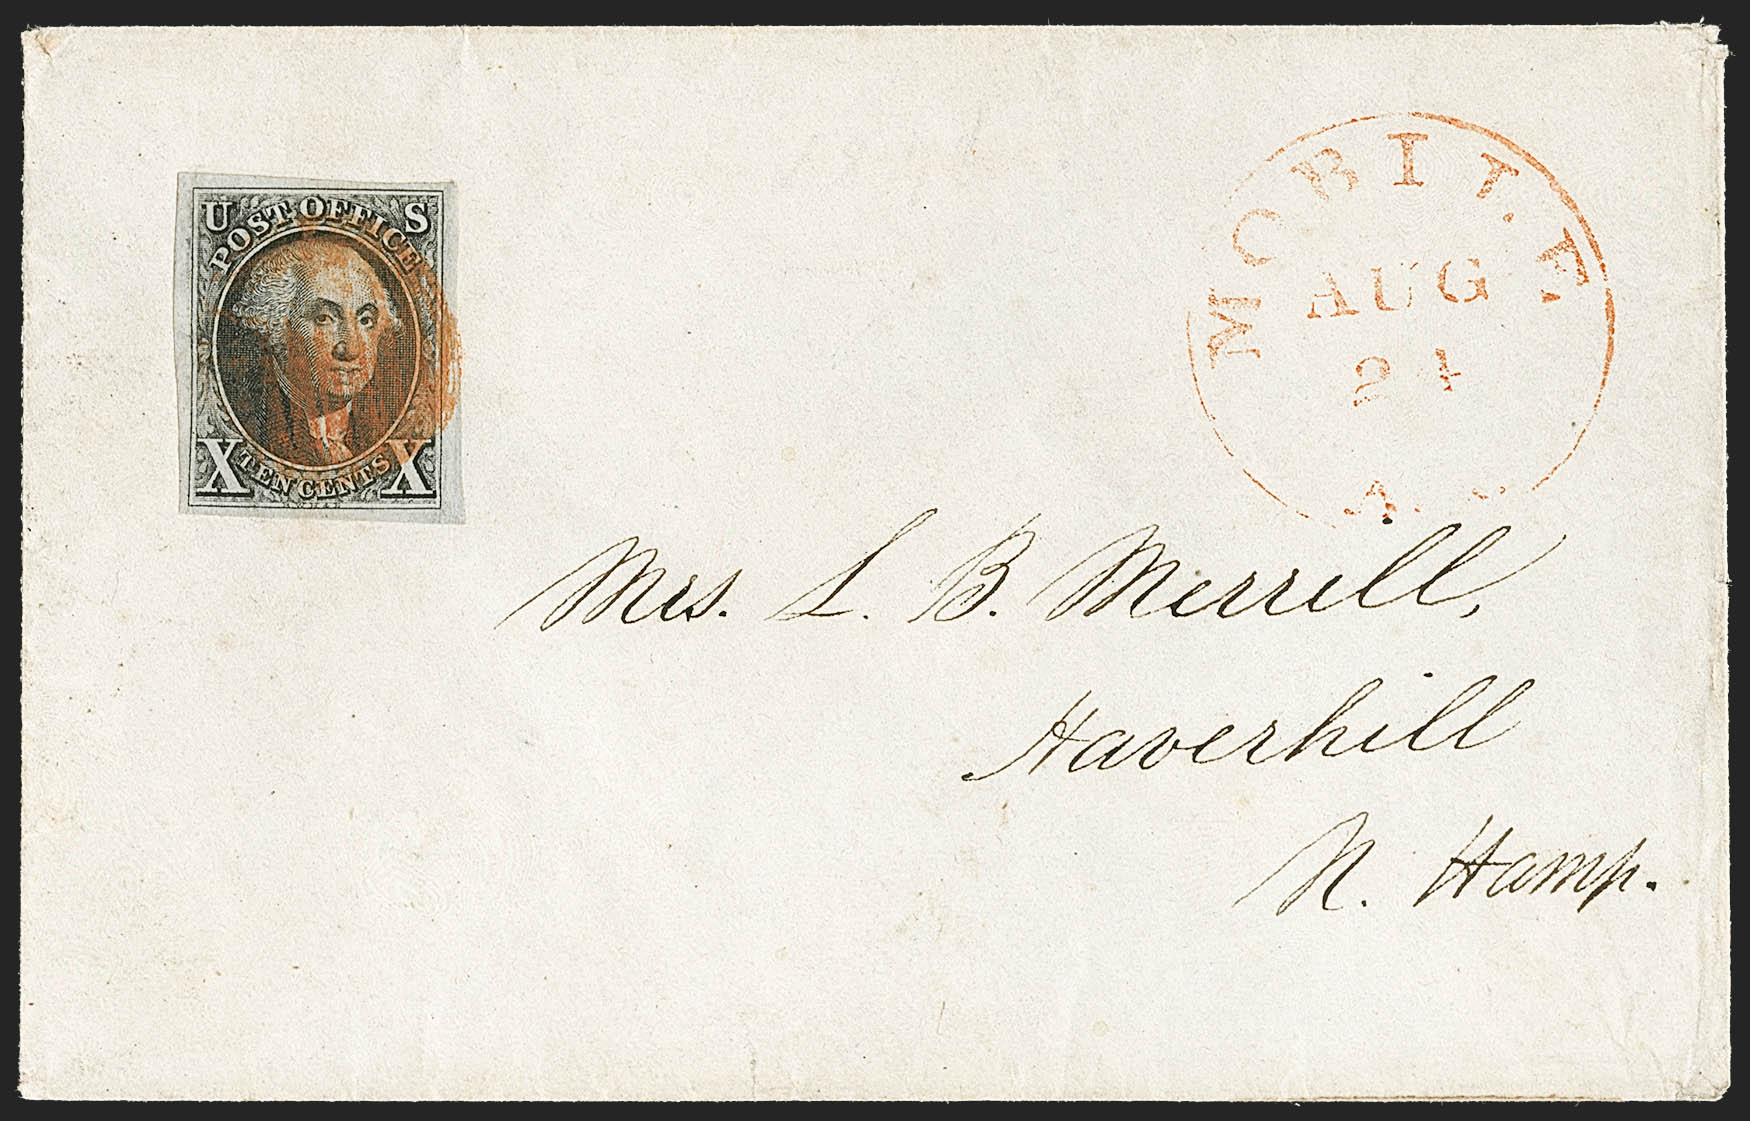 U S
POST OFFICE
X TEN CENTS X
MOBILE
AUG
24
Mrs. L. B. Merrill,
Haverhill
N. Hamp.